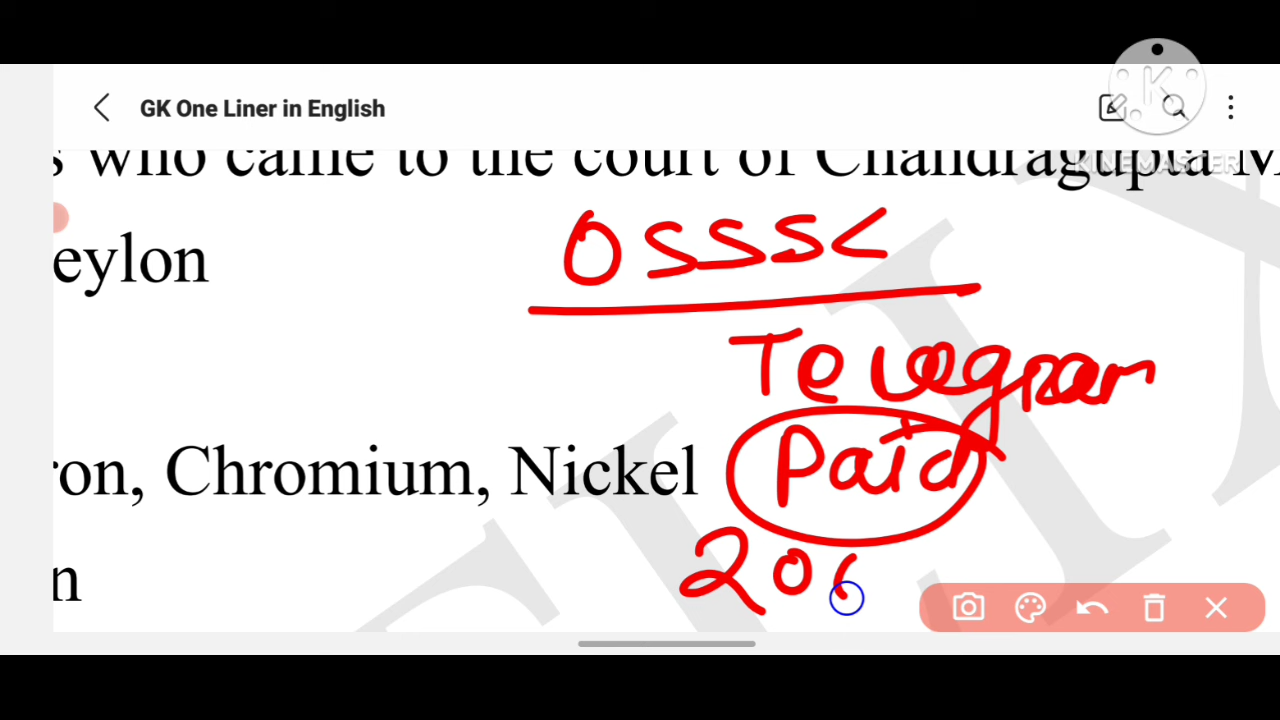 GK One Liner in English
K
KINEMASTER
s who came to the court of Chandragupta M
eylon
OSSSC
Telegram
ron, Chromium, Nickel
Paid
n